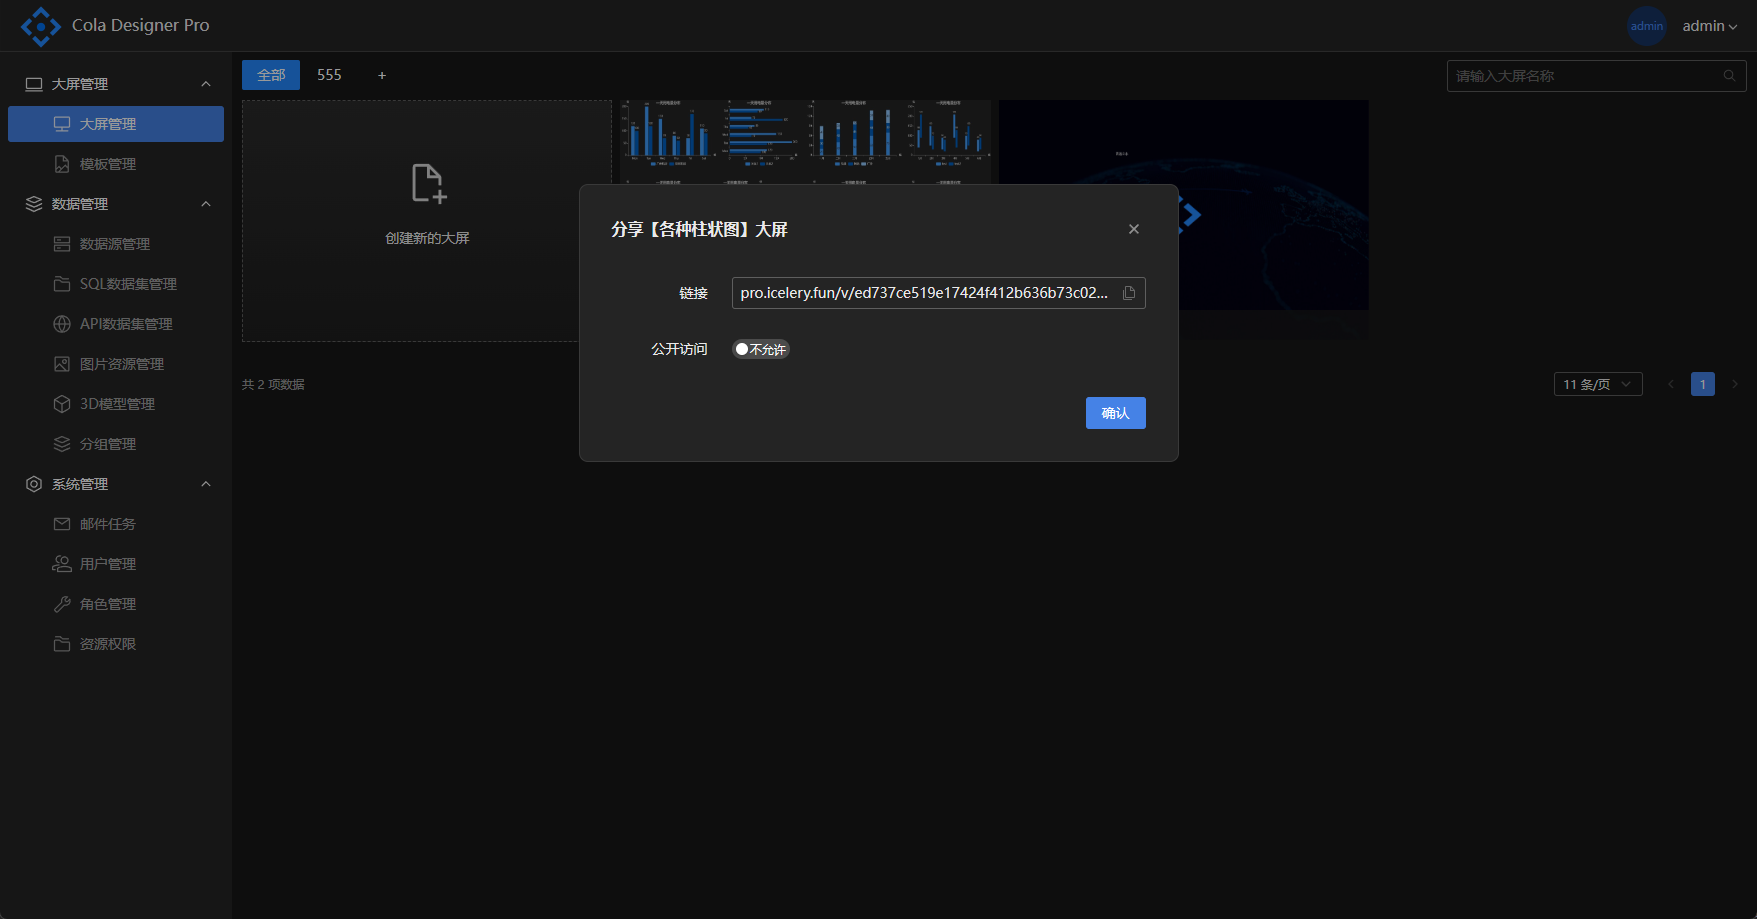 Cola Designer Pro
admin
admin
大屏管理
大屏管理
模板管理
数据管理
数据源管理
SQL数据集管理
API数据集管理
图片资源管理
3D模型管理
分组管理
系统管理
邮件任务
用户管理
角色管理
资源权限
全部
555
+
请输入大屏名称
创建新的大屏
分享【各种柱状图】大屏
链接
pro.icelery.fun/v/ed737ce519e17424f412b636b73c02...
公开访问
不允许
确认
共 2 项数据
11 条/页
1